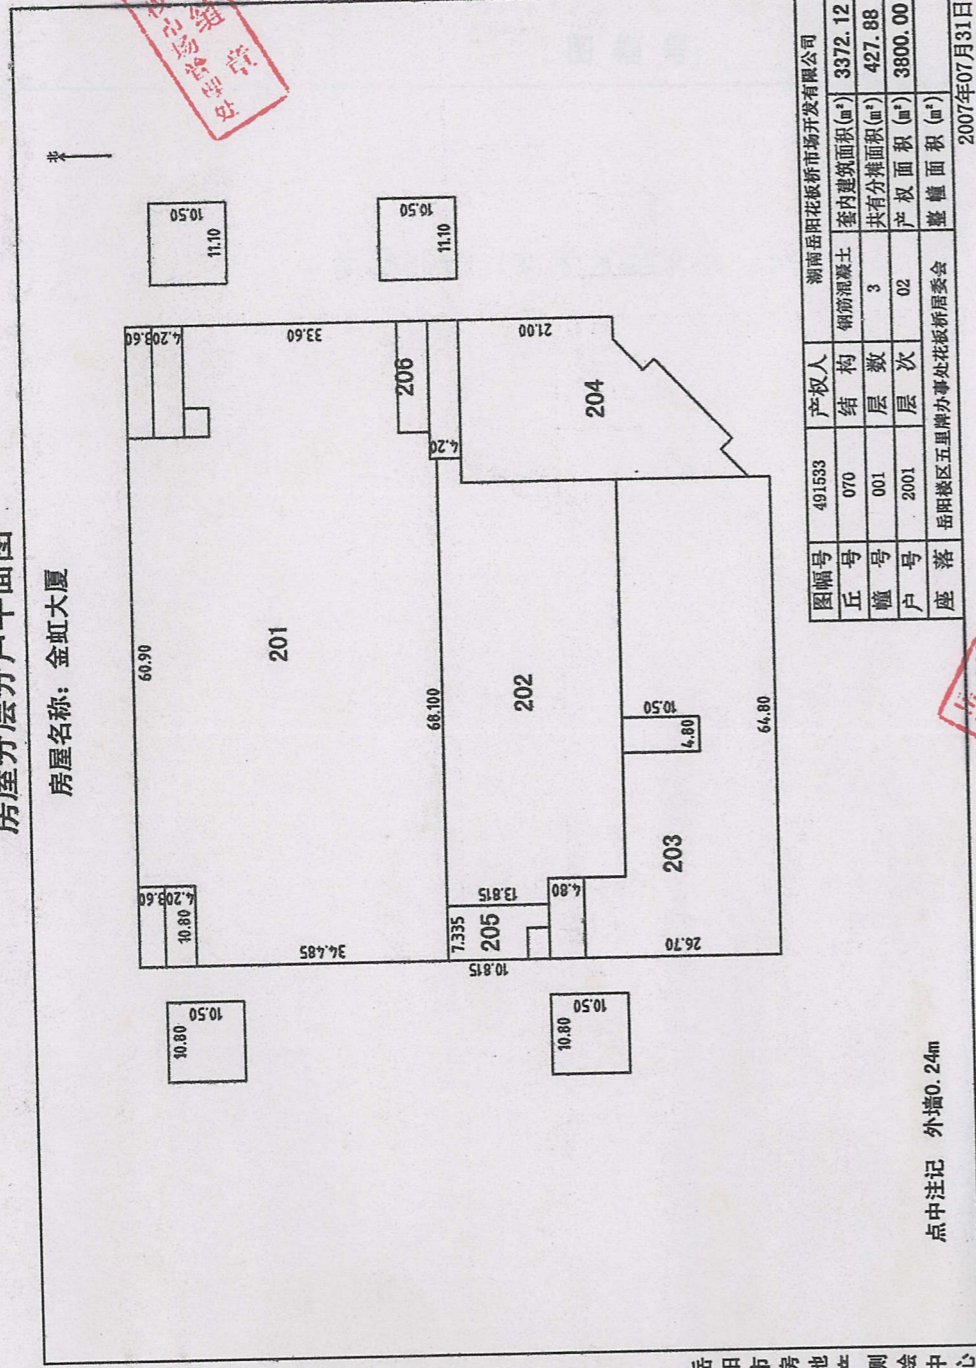 房屋分层分户平面图
房屋名称：金虹大厦
北
缝
章
市场管理处
10.50
11.10
10.50
11.10
3.60
4.20
33.60
206
4.20
21.00
204
60.90
201
68.100
202
10.50
4.80
64.80
203
3.60
4.20
10.80
34.485
7.335
13.815
205
4.80
10.815
26.70
10.80
10.50
10.80
10.50
图幅号 491533 产权人 湖南岳阳花板桥市场开发有限公司
丘号 070 结构 钢筋混凝土 套内建筑面积(m²) 3372.12
幢号 001 层数 3 共有分摊面积(m²) 427.88
户号 2001 层次 02 产权面积(m²) 3800.00
座落 岳阳楼区五里牌办事处花板桥居委会 整幢面积(m²)
2007年07月31日
点中注记 外墙0.24m